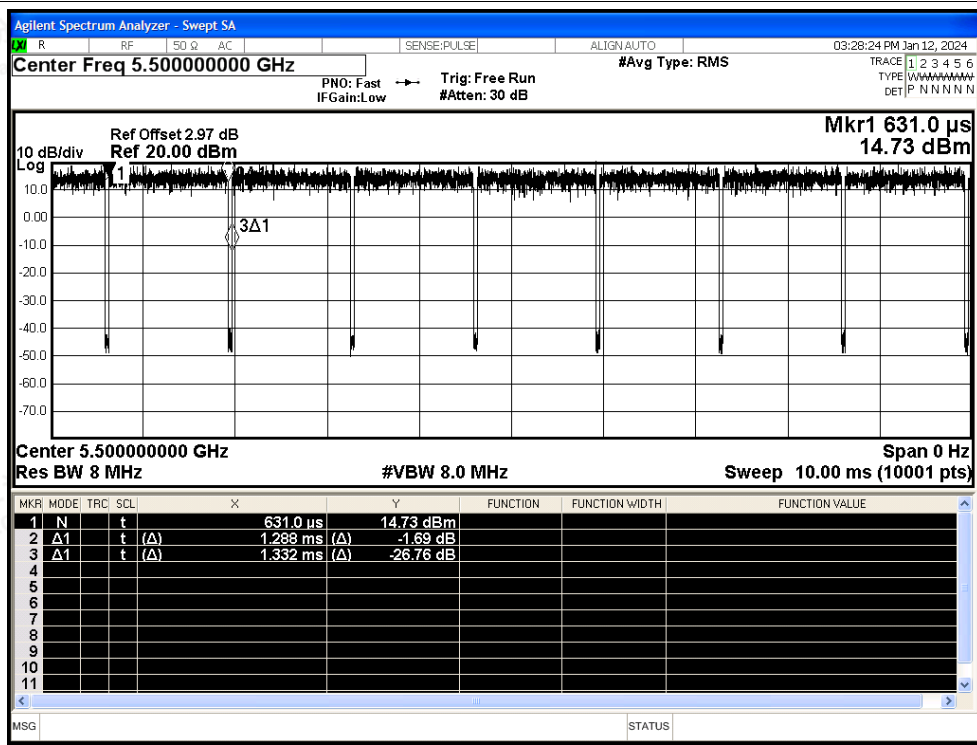 Agilent Spectrum Analyzer - Swept SA
LXI R RF 50 Ω AC SENSE:PULSE ALIGN AUTO 03:28:24 PM Jan 12, 2024
Center Freq 5.500000000 GHz #Avg Type: RMS TRACE 1 2 3 4 5 6
PNO: Fast Trig: Free Run TYPE W
IFGain:Low #Atten: 30 dB DET P N N N N N
Ref Offset 2.97 dB Mkr1 631.0 µs
10 dB/div Ref 20.00 dBm 14.73 dBm
Log
1
10.0
0.00
3Δ1
-10.0
-20.0
-30.0
-40.0
-50.0
-60.0
-70.0
Center 5.500000000 GHz Span 0 Hz
Res BW 8 MHz #VBW 8.0 MHz Sweep 10.00 ms (10001 pts)
MKR MODE TRC SCL X Y FUNCTION FUNCTION WIDTH FUNCTION VALUE
1 N t 631.0 µs 14.73 dBm
2 Δ1 t (Δ) 1.288 ms (Δ) -1.69 dB
3 Δ1 t (Δ) 1.332 ms (Δ) -26.76 dB
4
5
6
7
8
9
10
11
MSG STATUS